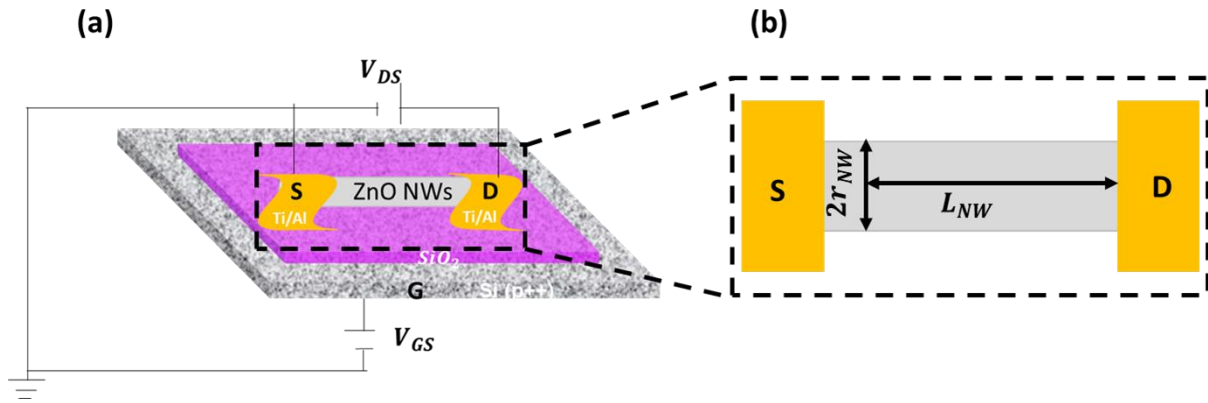 (a)
(b)
V_DS
S
ZnO NWs
D
Ti/Al
Ti/Al
SiO₂
G
Si (p++)
V_GS
S
2r_NW
L_NW
D